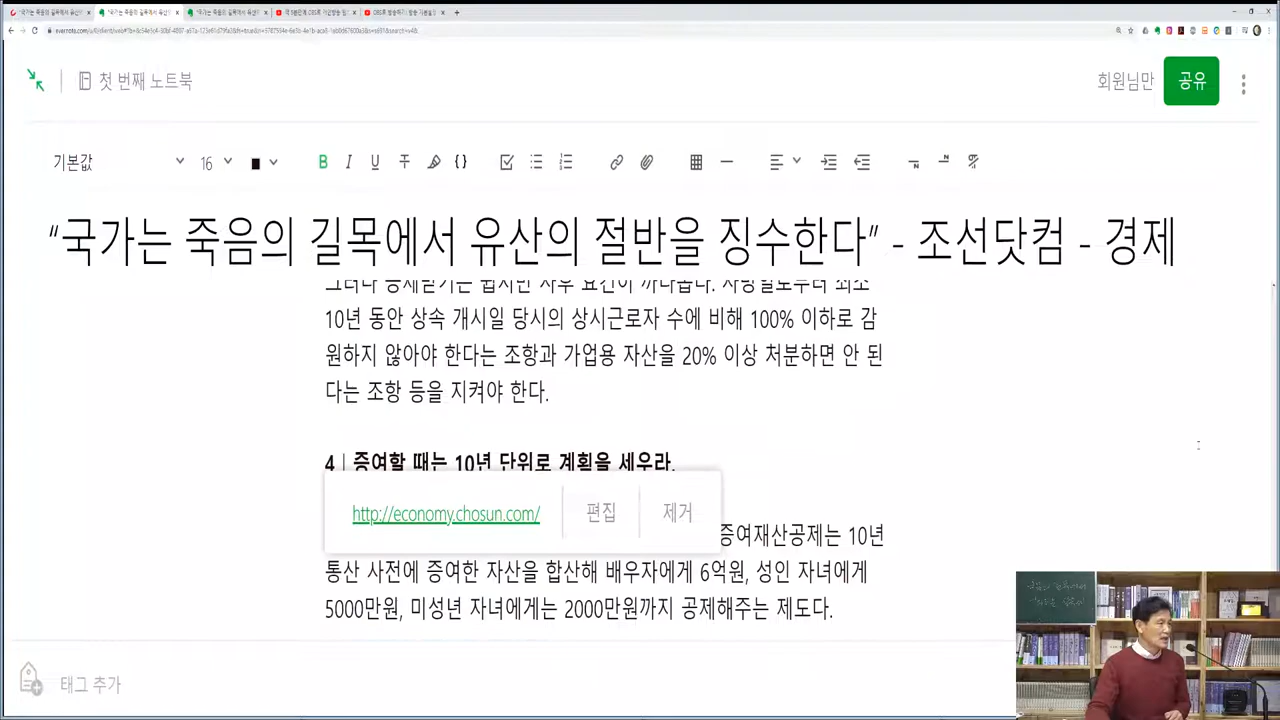 첫 번째 노트북
회원님만
공유
기본값
16
B I U T { }
“국가는 죽음의 길목에서 유산의 절반을 징수한다” - 조선닷컴 - 경제
10년 동안 상속 개시일 당시의 상시근로자 수에 비해 100% 이하로 감
원하지 않아야 한다는 조항과 가업용 자산을 20% 이상 처분하면 안 된
다는 조항 등을 지켜야 한다.
4 | 증여할 때는 10년 단위로 계획을 세우라.
http://economy.chosun.com/
편집
제거
증여재산공제는 10년
통산 사전에 증여한 자산을 합산해 배우자에게 6억원, 성인 자녀에게
5000만원, 미성년 자녀에게는 2000만원까지 공제해주는 제도다.
태그 추가